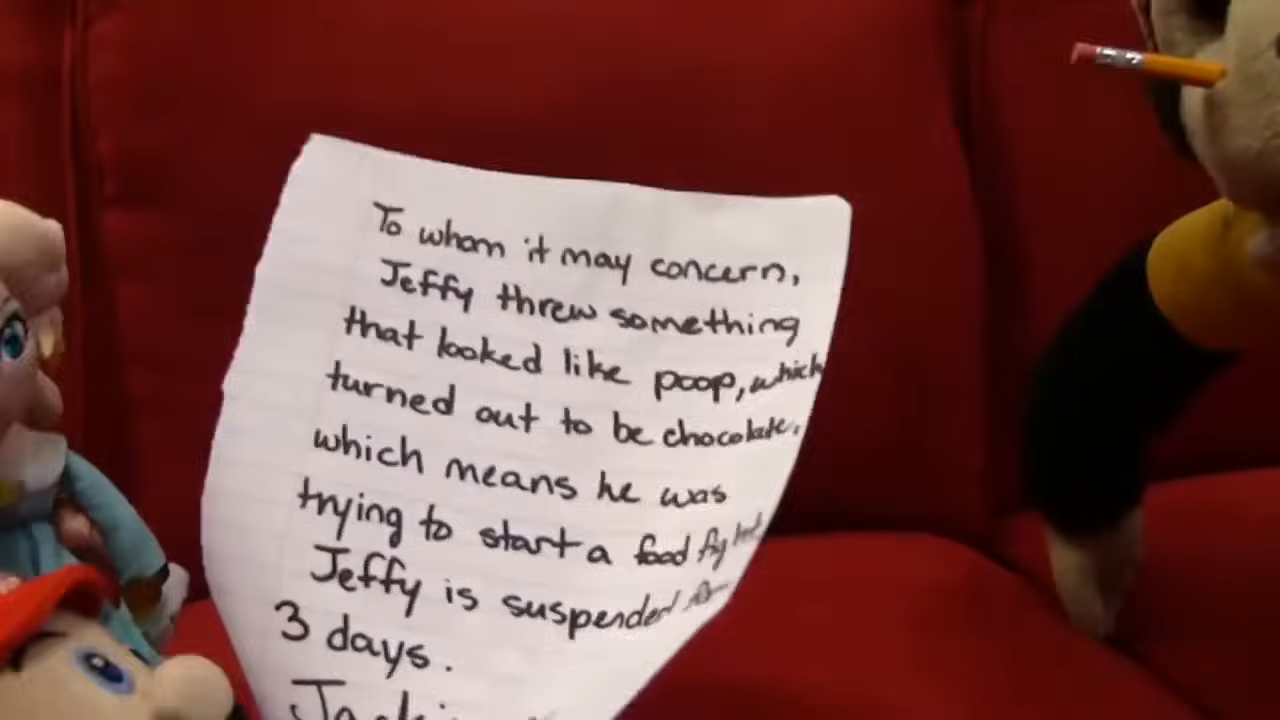 To whom it may concern,
Jeffy threw something
that looked like poop, which
turned out to be chocolate,
which means he was
trying to start a food fight
Jeffy is suspended for
3 days.